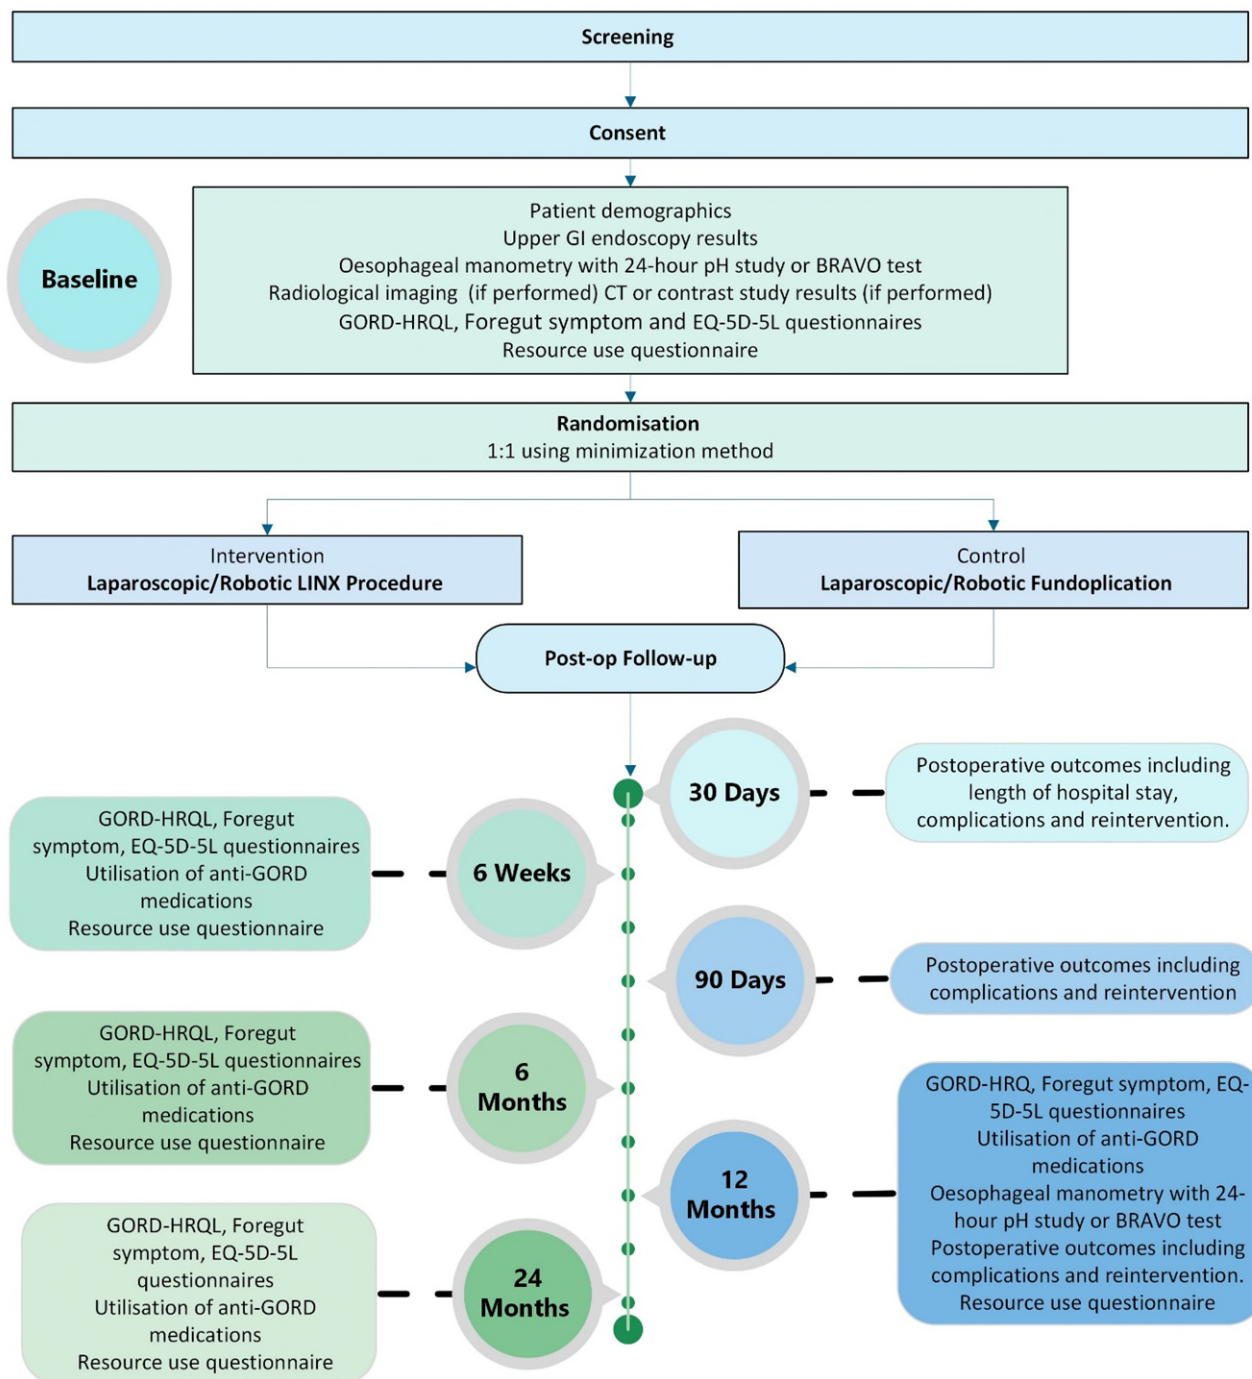 Screening
Consent
Baseline
Patient demographics
Upper GI endoscopy results
Oesophageal manometry with 24-hour pH study or BRAVO test
Radiological imaging (if performed) CT or contrast study results (if performed)
GORD-HRQL, Foregut symptom and EQ-5D-5L questionnaires
Resource use questionnaire
Randomisation
1:1 using minimization method
Intervention
Laparoscopic/Robotic LINX Procedure
Control
Laparoscopic/Robotic Fundoplication
Post-op Follow-up
30 Days
Postoperative outcomes including
length of hospital stay,
complications and reintervention.
6 Weeks
GORD-HRQL, Foregut
symptom, EQ-5D-5L questionnaires
Utilisation of anti-GORD
medications
Resource use questionnaire
90 Days
Postoperative outcomes including
complications and reintervention
6
Months
GORD-HRQL, Foregut
symptom, EQ-5D-5L questionnaires
Utilisation of anti-GORD
medications
Resource use questionnaire
12
Months
GORD-HRQ, Foregut symptom, EQ-
5D-5L questionnaires
Utilisation of anti-GORD
medications
Oesophageal manometry with 24-
hour pH study or BRAVO test
Postoperative outcomes including
complications and reintervention.
Resource use questionnaire
24
Months
GORD-HRQL, Foregut
symptom, EQ-5D-5L
questionnaires
Utilisation of anti-GORD
medications
Resource use questionnaire